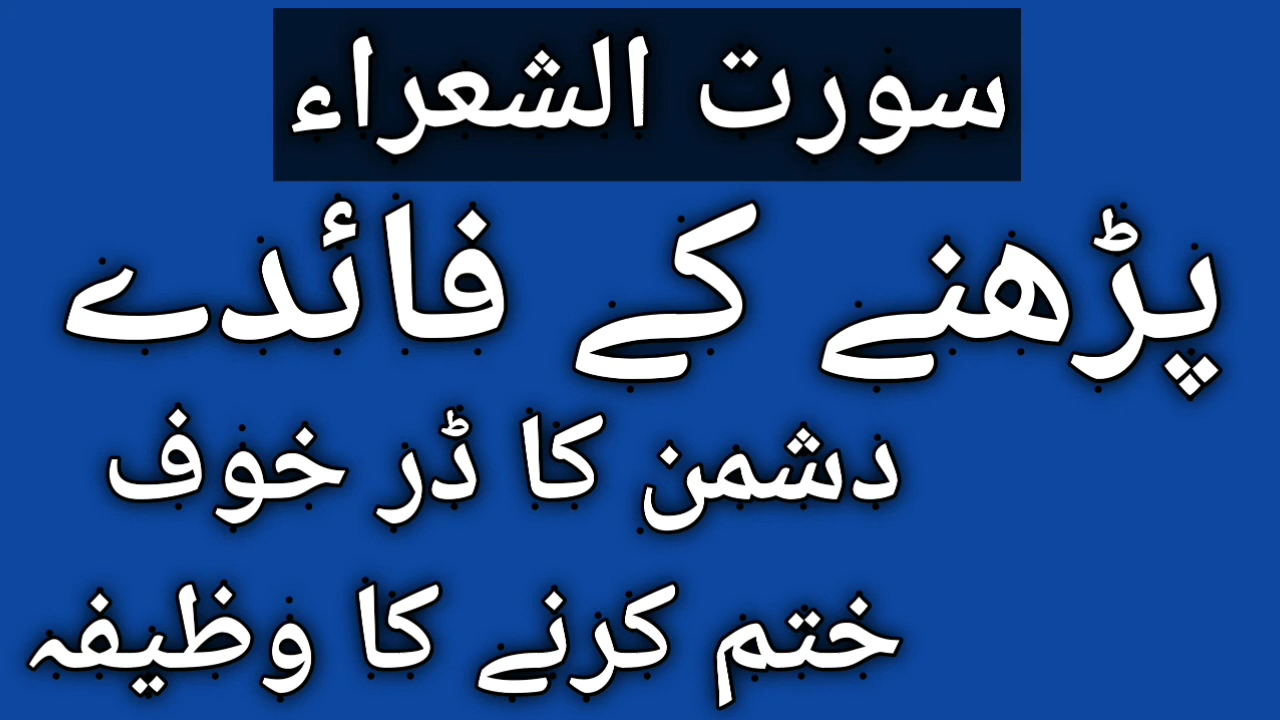 سورت الشعراء
پڑھنے کے فائدے
دشمن کا ڈر خوف
ختم کرنے کا وظیفہ